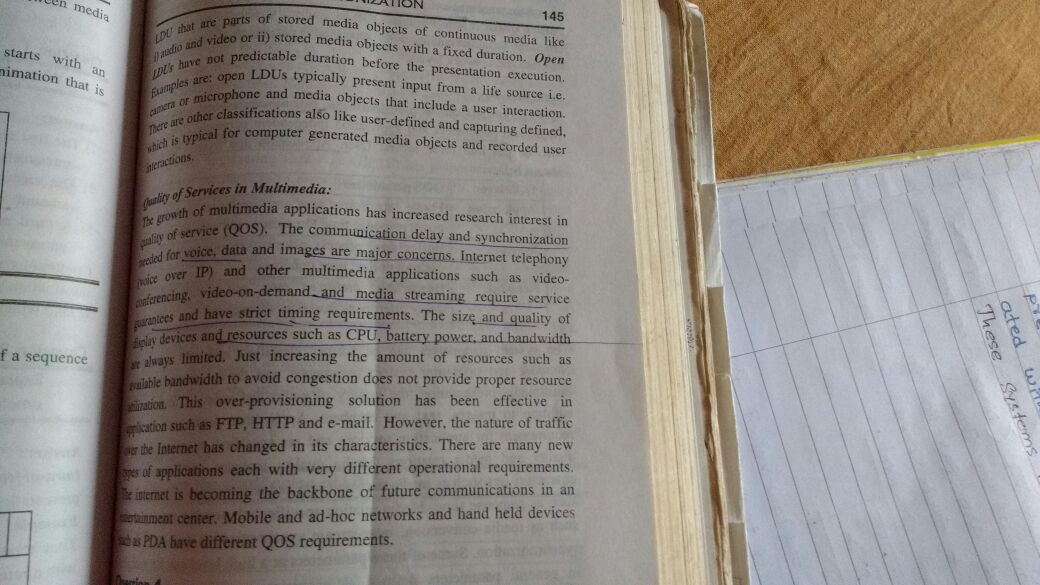 ween media
starts with an
nimation that is
f a sequence
ONIZATION
145
LDU that are parts of stored media objects of continuous media like
i) audio and video or ii) stored media objects with a fixed duration. Open
LDUs have not predictable duration before the presentation execution.
Examples are: open LDUs typically present input from a life source i.e.
camera or microphone and media objects that include a user interaction.
There are other classifications also like user-defined and capturing defined,
which is typical for computer generated media objects and recorded user
interactions.
Quality of Services in Multimedia:
The growth of multimedia applications has increased research interest in
quality of service (QOS). The communication delay and synchronization
needed for voice, data and images are major concerns. Internet telephony
(voice over IP) and other multimedia applications such as video-
conferencing, video-on-demand and media streaming require service
guarantees and have strict timing requirements. The size and quality of
display devices and resources such as CPU, battery power, and bandwidth
are always limited. Just increasing the amount of resources such as
available bandwidth to avoid congestion does not provide proper resource
utilization. This over-provisioning solution has been effective in
application such as FTP, HTTP and e-mail. However, the nature of traffic
over the Internet has changed in its characteristics. There are many new
types of applications each with very different operational requirements.
The internet is becoming the backbone of future communications in an
entertainment center. Mobile and ad-hoc networks and hand held devices
such as PDA have different QOS requirements.
Question 4
pre
ated with
These Systems